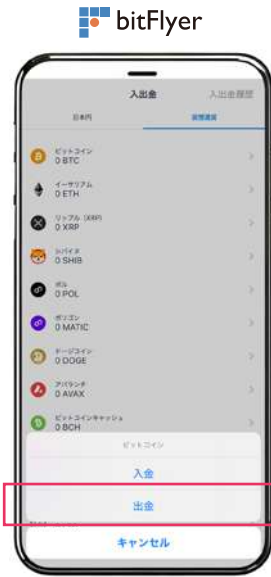 bitFlyer
入出金
入出金履歴
日本円
仮想通貨
ビットコイン
0 BTC
イーサリアム
0 ETH
リップル (XRP)
0 XRP
シバイヌ
0 SHIB
ポル
0 POL
ポリゴン
0 MATIC
ドージコイン
0 DOGE
アバランチ
0 AVAX
ビットコインキャッシュ
0 BCH
ビットコイン
入金
出金
キャンセル